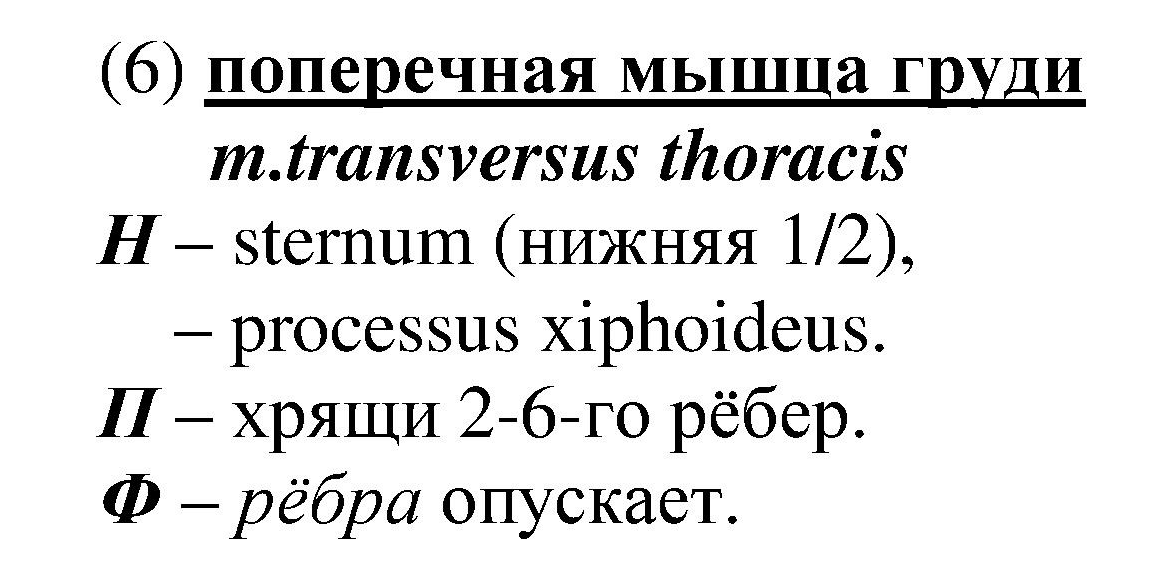 (6) поперечная мышца груди
m.transversus thoracis
Н – sternum (нижняя 1/2),
– processus xiphoideus.
П – хрящи 2-6-го рёбер.
Ф – рёбра опускает.